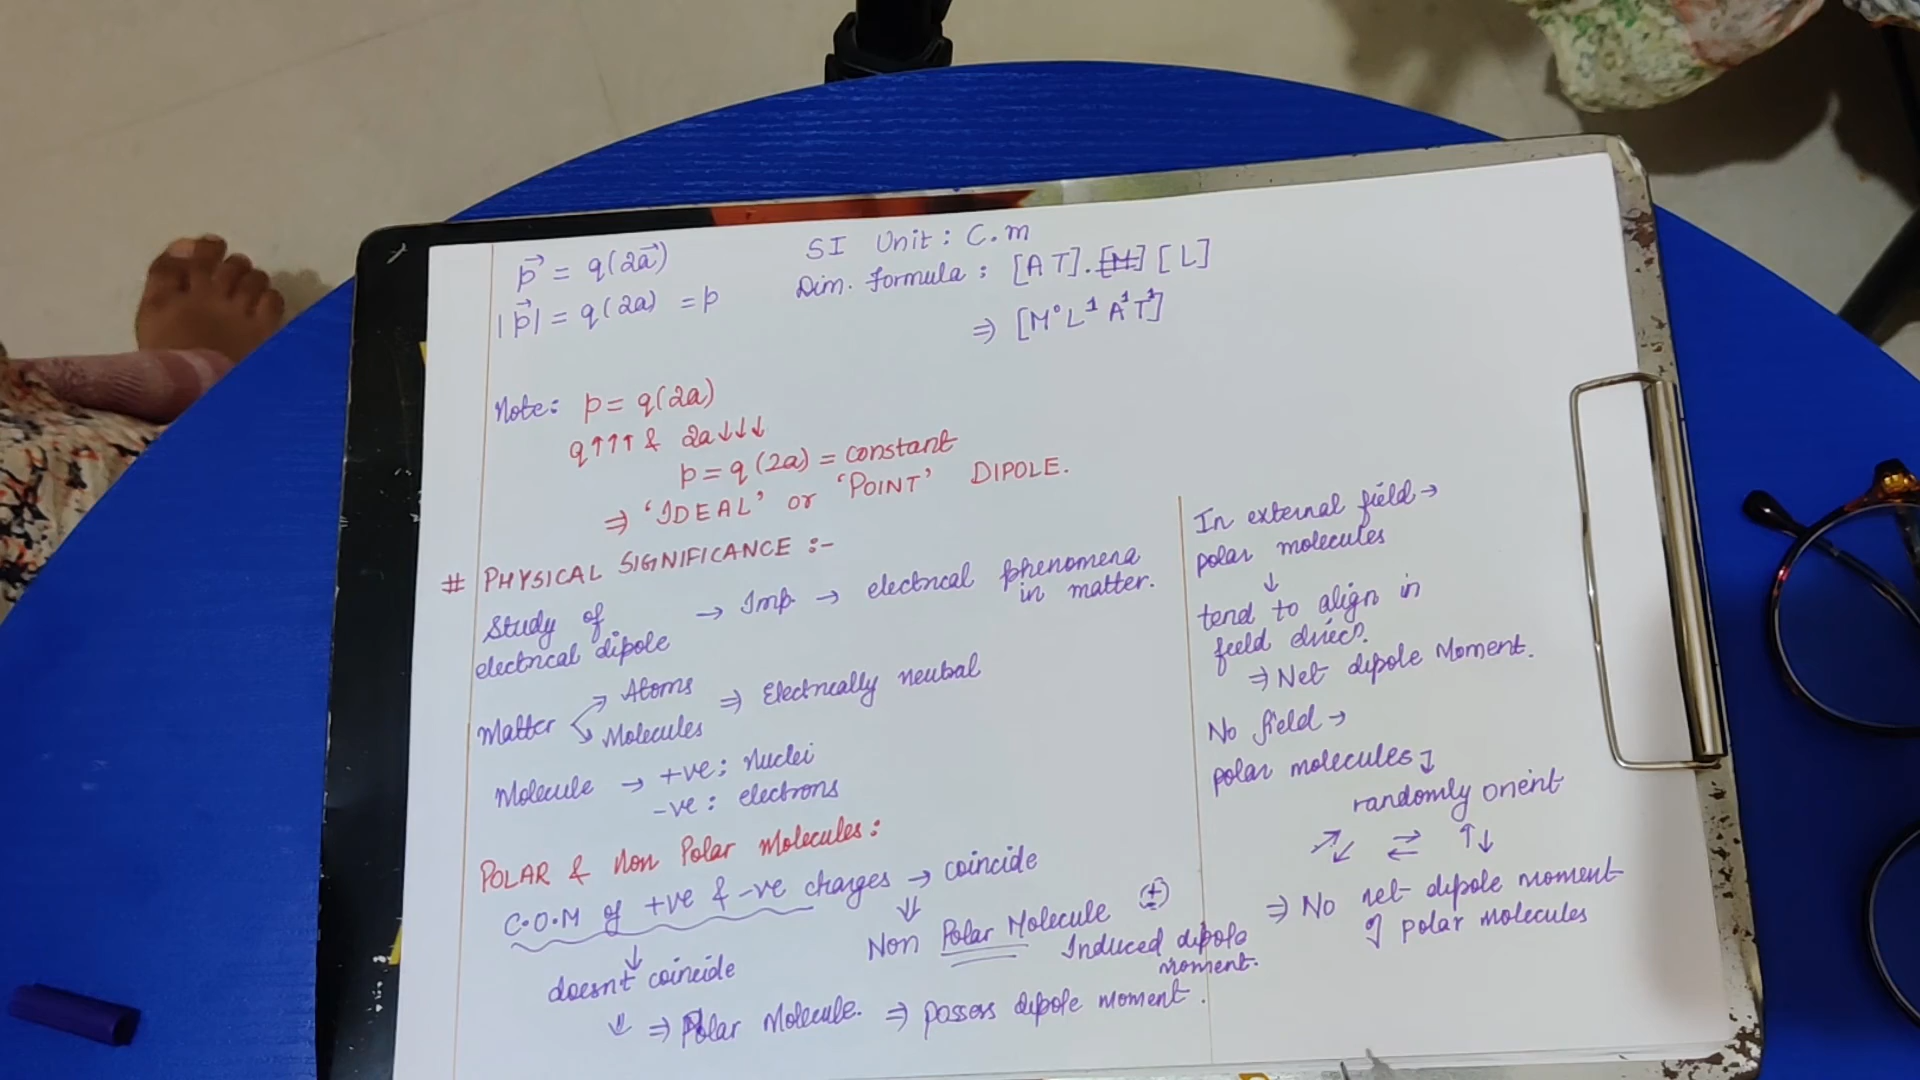 p⃗ = q(2a⃗)
|p⃗| = q(2a) = p
SI Unit: C.m
Dim. formula: [AT].[M][L]
⇒ [M°L¹A¹T¹]
Note: p = q(2a)
q↑↑↑ & 2a↓↓↓
p = q(2a) = constant
⇒ 'IDEAL' or 'POINT' DIPOLE.
# PHYSICAL SIGNIFICANCE :-
Study of → Imp → electrical phenomena
electrical dipole in matter.
Matter → Atoms
↘ Molecules ⇒ Electrically neutral
Molecule → +ve: nuclei
-ve: electrons
POLAR & Non Polar Molecules:
C.O.M of +ve & -ve charges → coincide
↓ ⇓
doesn't coincide
Non Polar Molecule (±)
Induced dipole
moment.
⇓ ⇒ Polar Molecule. ⇒ possess dipole moment.
In external field →
polar molecules
↓
tend to align in
field direcn.
⇒ Net dipole Moment.
No field →
polar molecules ↴
randomly orient
↗↙ ⇄ ↑↓
⇒ No net dipole moment
of polar molecules